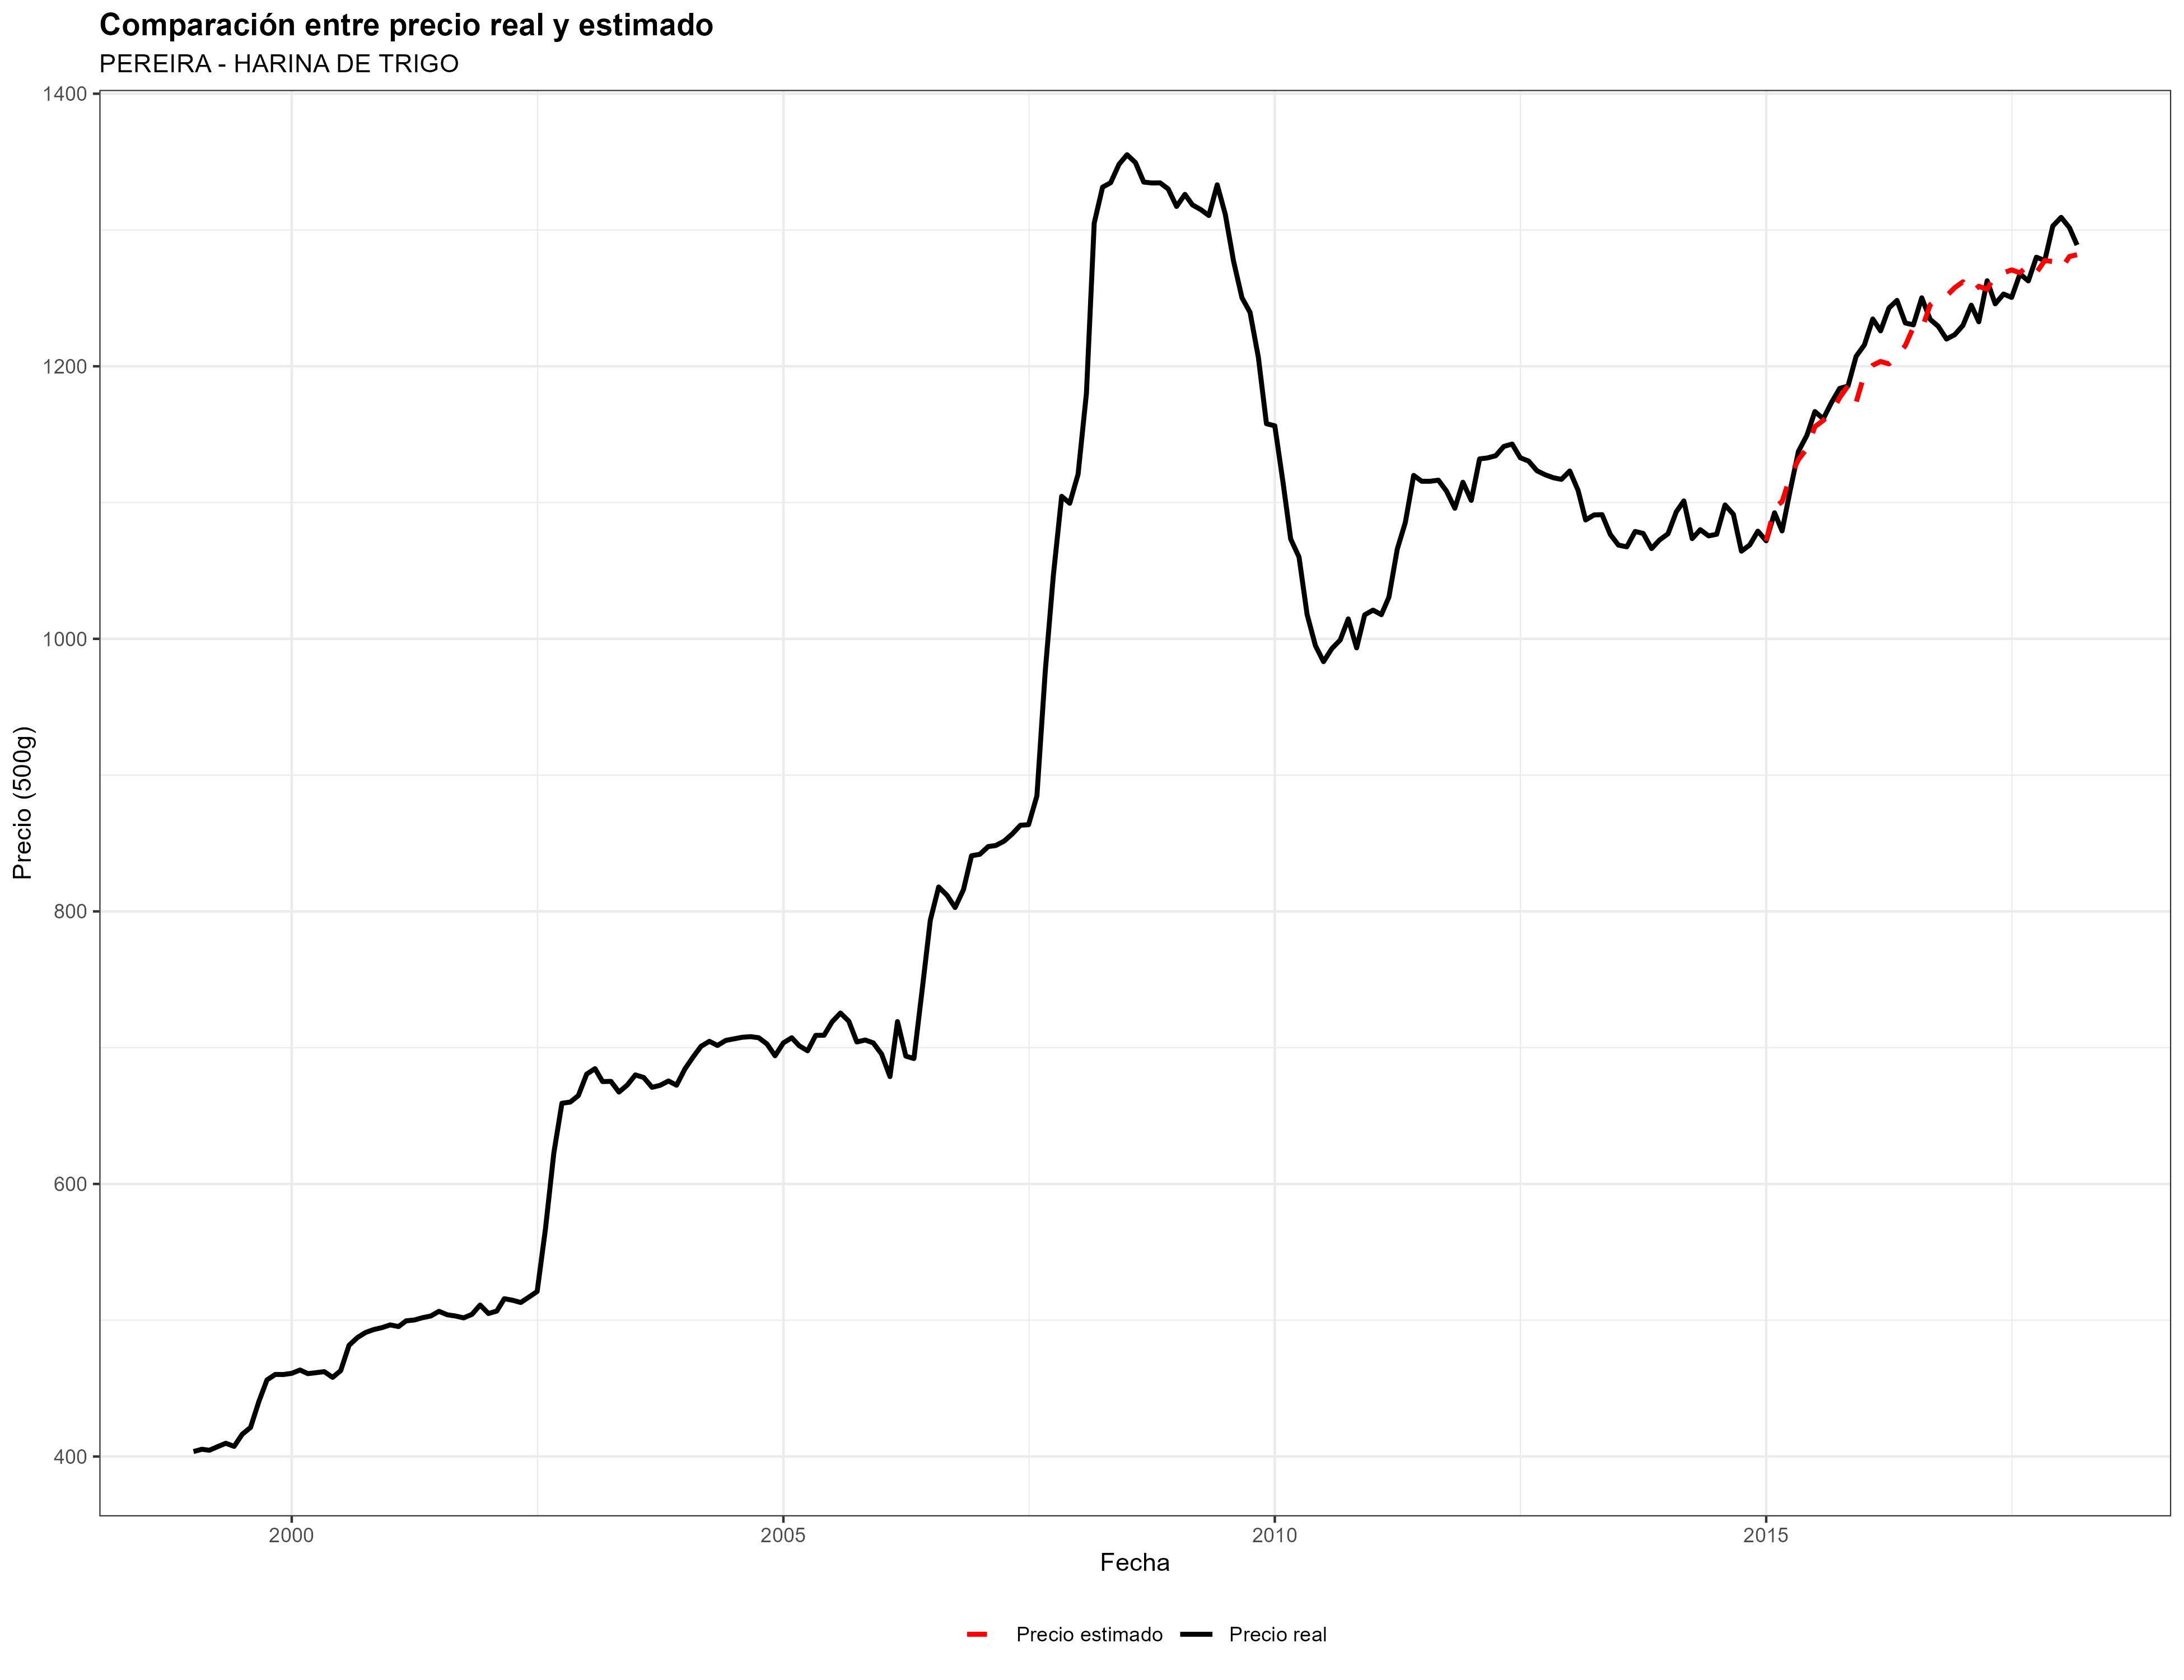 Comparación entre precio real y estimado
PEREIRA - HARINA DE TRIGO
Precio (500g)
1400
1200
1000
800
600
400
2000 2005 2010 2015
Fecha
Precio estimado Precio real